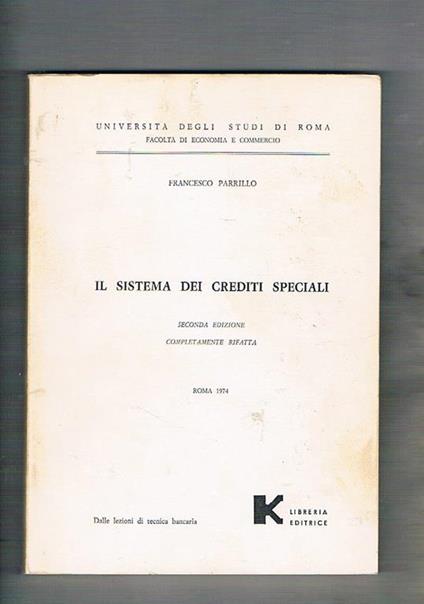 UNIVERSITÀ DEGLI STUDI DI ROMA
FACOLTÀ DI ECONOMIA E COMMERCIO
FRANCESCO PARRILLO
IL SISTEMA DEI CREDITI SPECIALI
SECONDA EDIZIONE
COMPLETAMENTE RIFATTA
ROMA 1974
Dalle lezioni di tecnica bancaria
K LIBRERIA
EDITRICE